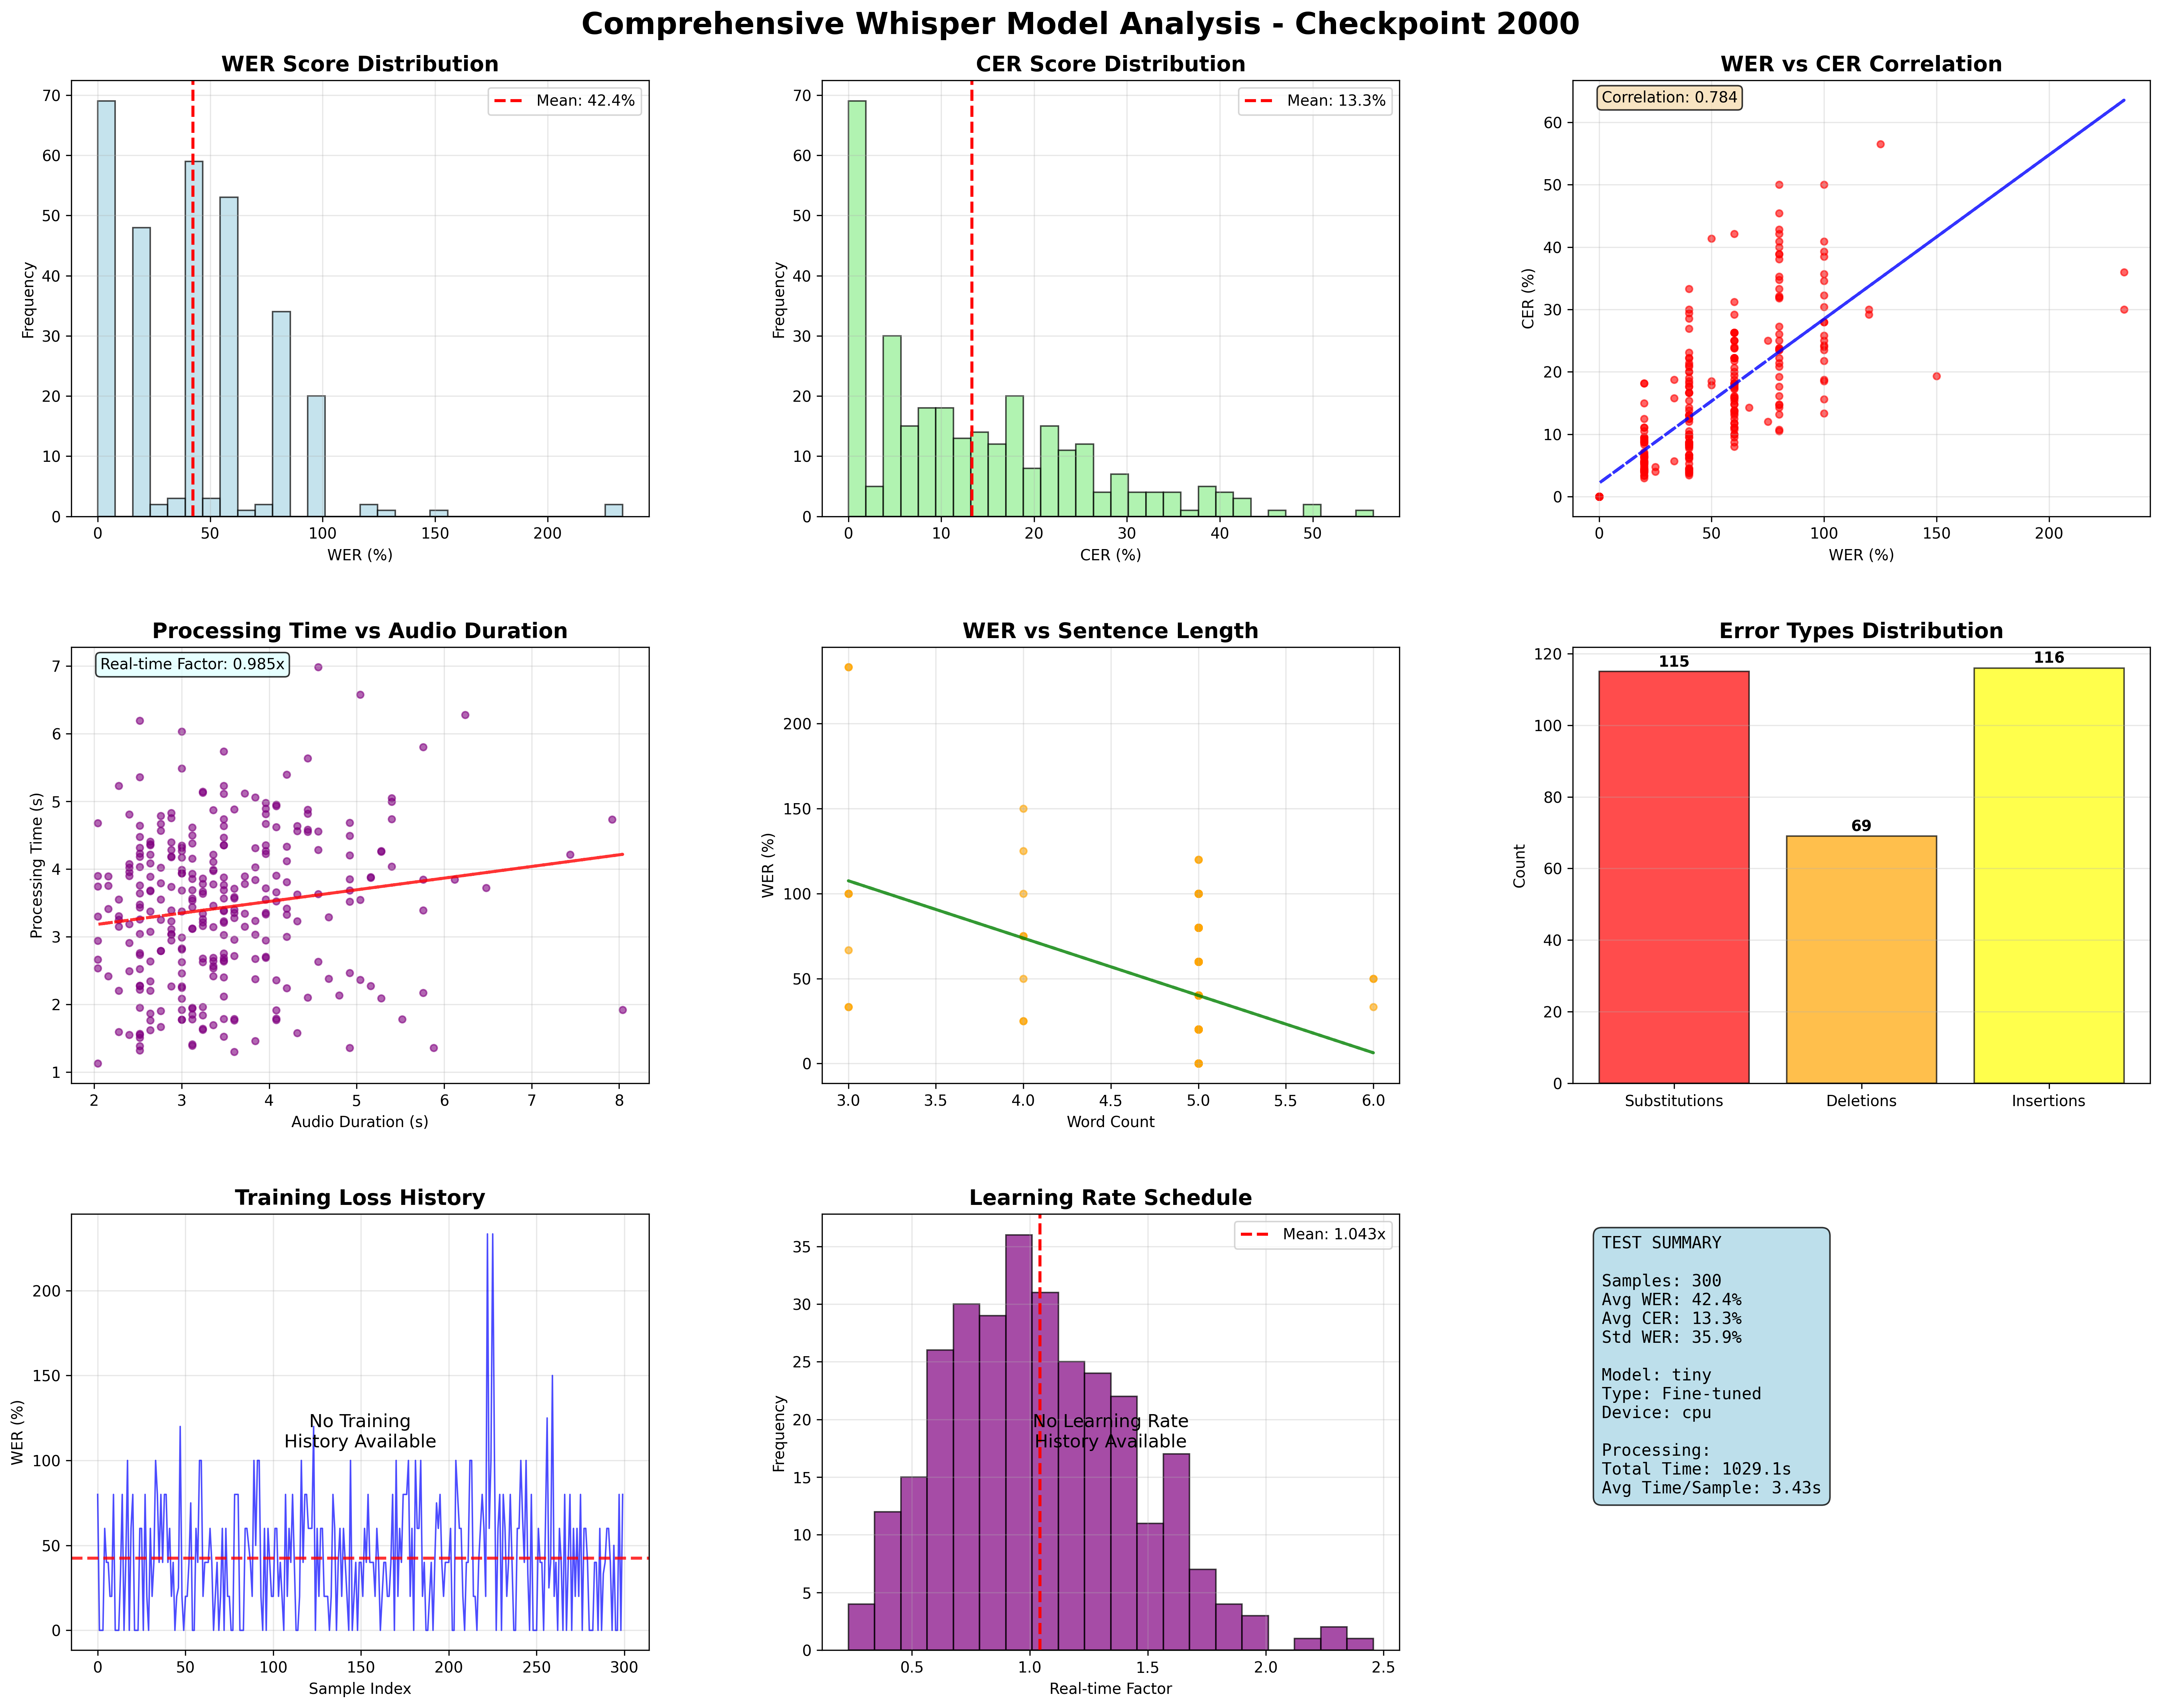 Comprehensive Whisper Model Analysis - Checkpoint 2000
WER Score Distribution
Frequency
70
60
50
40
30
20
10
0
Mean: 42.4%
0 50 100 150 200
WER (%)
CER Score Distribution
Frequency
70
60
50
40
30
20
10
0
Mean: 13.3%
0 10 20 30 40 50
CER (%)
WER vs CER Correlation
CER (%)
60
50
40
30
20
10
0
Correlation: 0.784
0 50 100 150 200
WER (%)
Processing Time vs Audio Duration
Processing Time (s)
7
6
5
4
3
2
1
Real-time Factor: 0.985x
2 3 4 5 6 7 8
Audio Duration (s)
WER vs Sentence Length
WER (%)
200
150
100
50
0
3.0 3.5 4.0 4.5 5.0 5.5 6.0
Word Count
Error Types Distribution
Count
120
100
80
60
40
20
0
115
69
116
Substitutions Deletions Insertions
Training Loss History
WER (%)
200
150
100
50
0
No Training
History Available
0 50 100 150 200 250 300
Sample Index
Learning Rate Schedule
Frequency
35
30
25
20
15
10
5
0
Mean: 1.043x
No Learning Rate
History Available
0.5 1.0 1.5 2.0 2.5
Real-time Factor
TEST SUMMARY
Samples: 300
Avg WER: 42.4%
Avg CER: 13.3%
Std WER: 35.9%
Model: tiny
Type: Fine-tuned
Device: cpu
Processing:
Total Time: 1029.1s
Avg Time/Sample: 3.43s